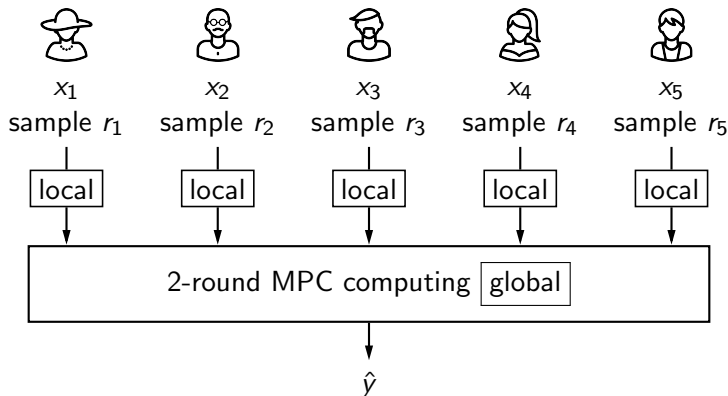 x₁ x₂ x₃ x₄ x₅
sample r₁ sample r₂ sample r₃ sample r₄ sample r₅
local local local local local
2-round MPC computing global
ŷ